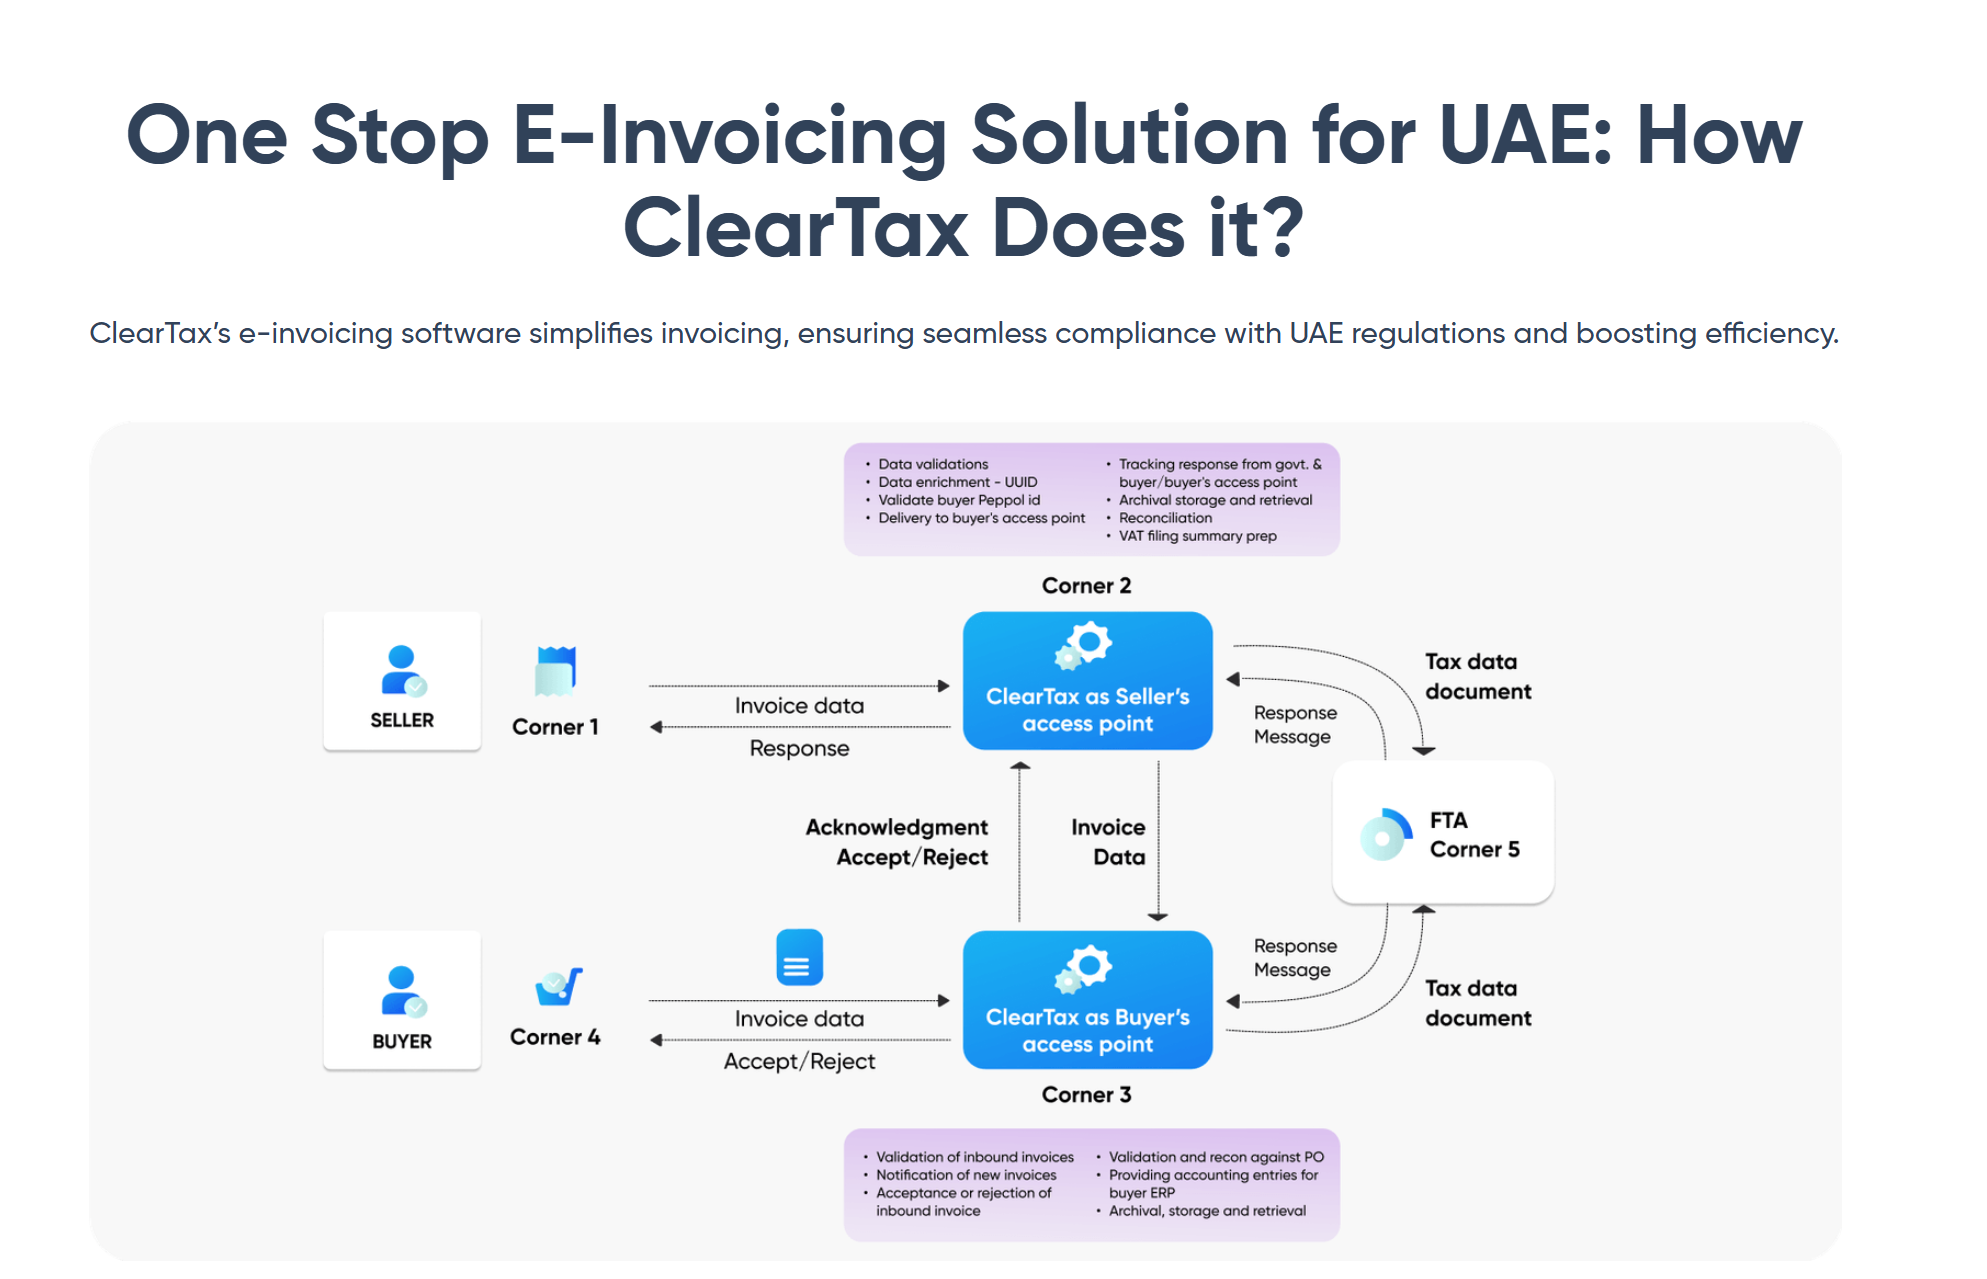 One Stop E-Invoicing Solution for UAE: How
ClearTax Does it?
ClearTax’s e-invoicing software simplifies invoicing, ensuring seamless compliance with UAE regulations and boosting efficiency.
• Data validations
• Data enrichment - UUID
• Validate buyer Peppol id
• Delivery to buyer's access point
• Tracking response from govt. &
buyer/buyer's access point
• Archival storage and retrieval
• Reconciliation
• VAT filing summary prep
Corner 2
SELLER
Corner 1
Invoice data
Response
ClearTax as Seller’s
access point
Response
Message
Tax data
document
Acknowledgment
Accept/Reject
Invoice
Data
FTA
Corner 5
BUYER
Corner 4
Invoice data
Accept/Reject
ClearTax as Buyer’s
access point
Response
Message
Tax data
document
Corner 3
• Validation of inbound invoices
• Notification of new invoices
• Acceptance or rejection of
inbound invoice
• Validation and recon against PO
• Providing accounting entries for
buyer ERP
• Archival, storage and retrieval